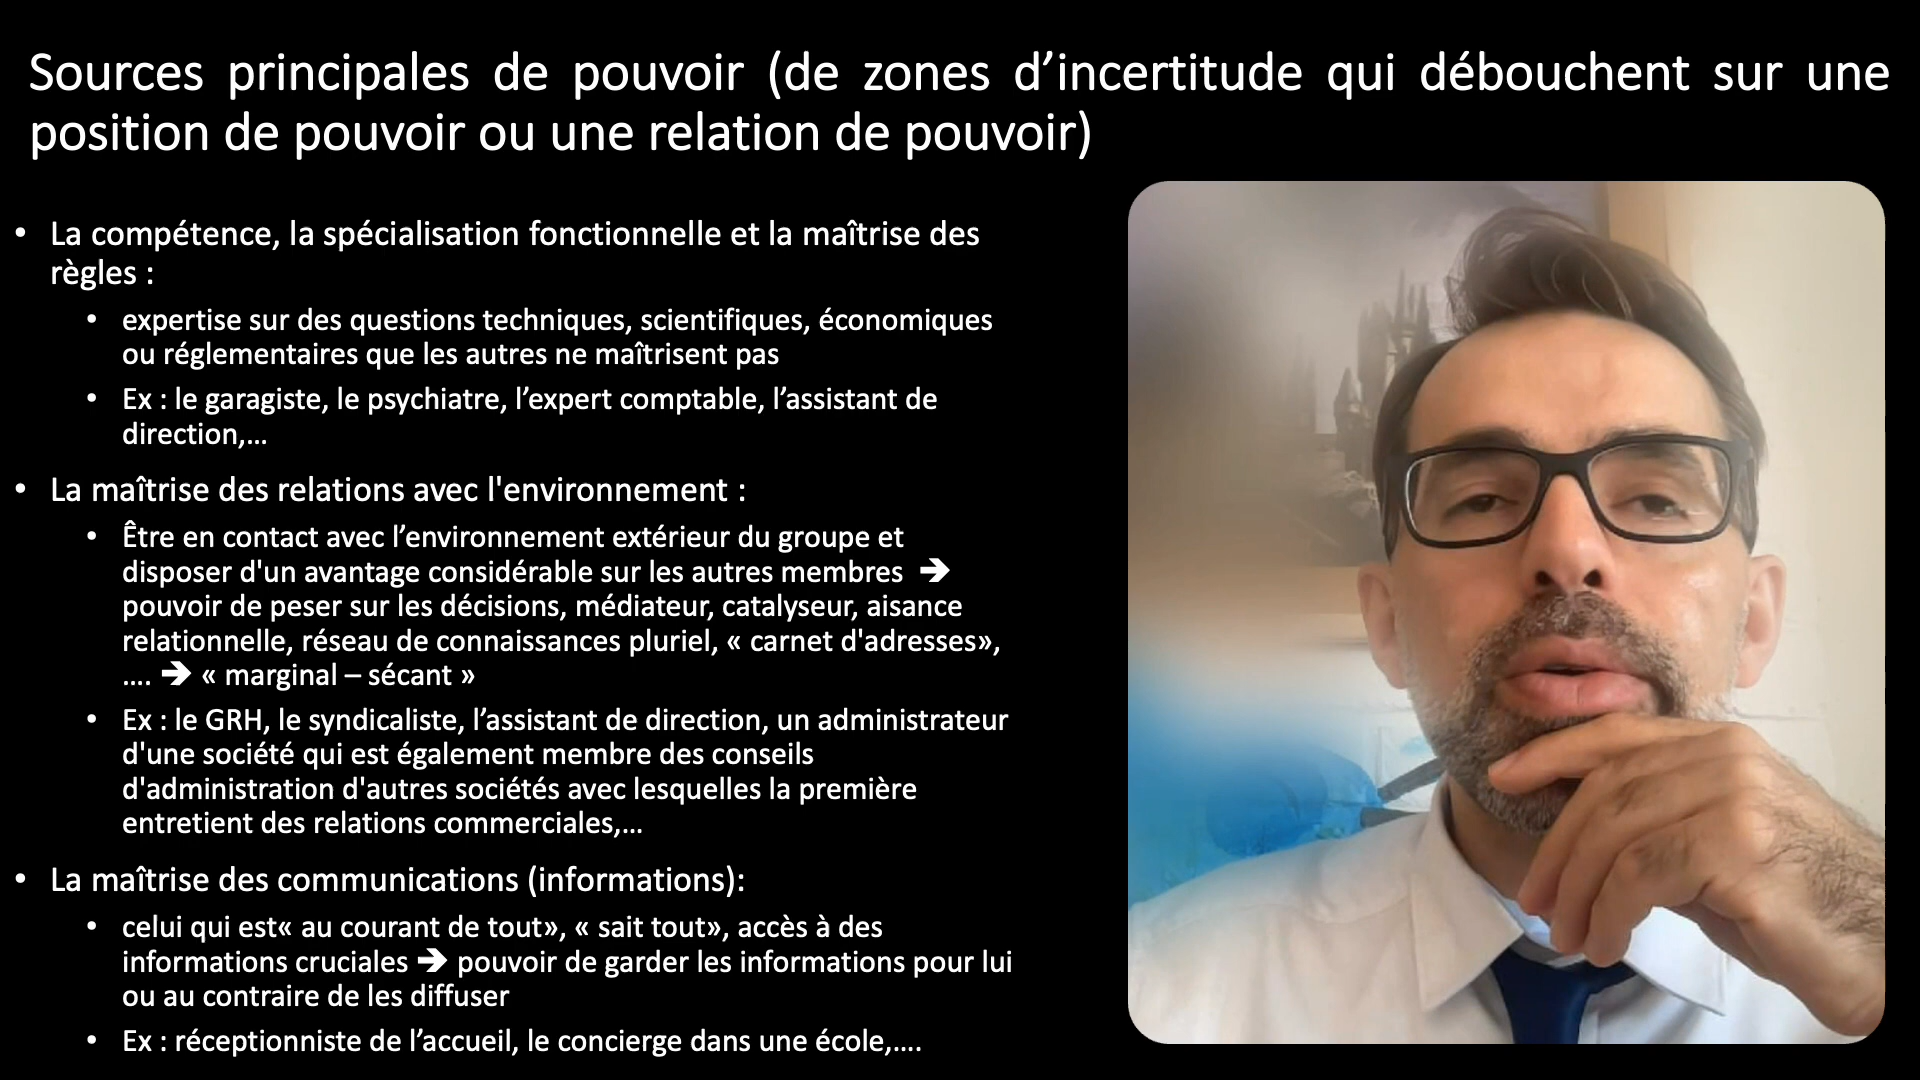 Sources principales de pouvoir (de zones d’incertitude qui débouchent sur une
position de pouvoir ou une relation de pouvoir)
• La compétence, la spécialisation fonctionnelle et la maîtrise des
règles :
• expertise sur des questions techniques, scientifiques, économiques
ou réglementaires que les autres ne maîtrisent pas
• Ex : le garagiste, le psychiatre, l’expert comptable, l’assistant de
direction,…
• La maîtrise des relations avec l'environnement :
• Être en contact avec l’environnement extérieur du groupe et
disposer d'un avantage considérable sur les autres membres ➔
pouvoir de peser sur les décisions, médiateur, catalyseur, aisance
relationnelle, réseau de connaissances pluriel, « carnet d'adresses»,
…. ➔ « marginal – sécant »
• Ex : le GRH, le syndicaliste, l’assistant de direction, un administrateur
d'une société qui est également membre des conseils
d'administration d'autres sociétés avec lesquelles la première
entretient des relations commerciales,…
• La maîtrise des communications (informations):
• celui qui est« au courant de tout», « sait tout», accès à des
informations cruciales ➔ pouvoir de garder les informations pour lui
ou au contraire de les diffuser
• Ex : réceptionniste de l’accueil, le concierge dans une école,….